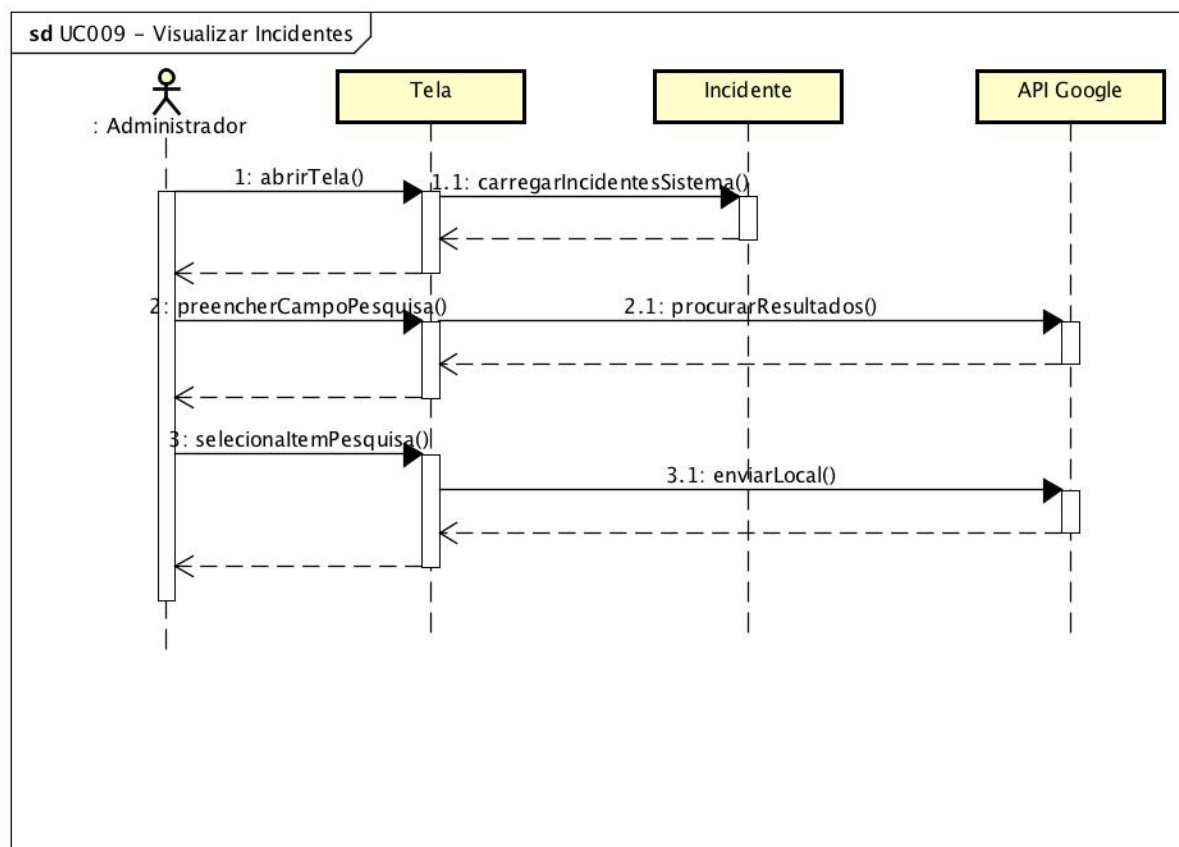 sd UC009 – Visualizar Incidentes
: Administrador
Tela
Incidente
API Google
1: abrirTela()
1.1: carregarIncidentesSistema()
2: preencherCampoPesquisa()
2.1: procurarResultados()
3: selecionaItemPesquisa()
3.1: enviarLocal()